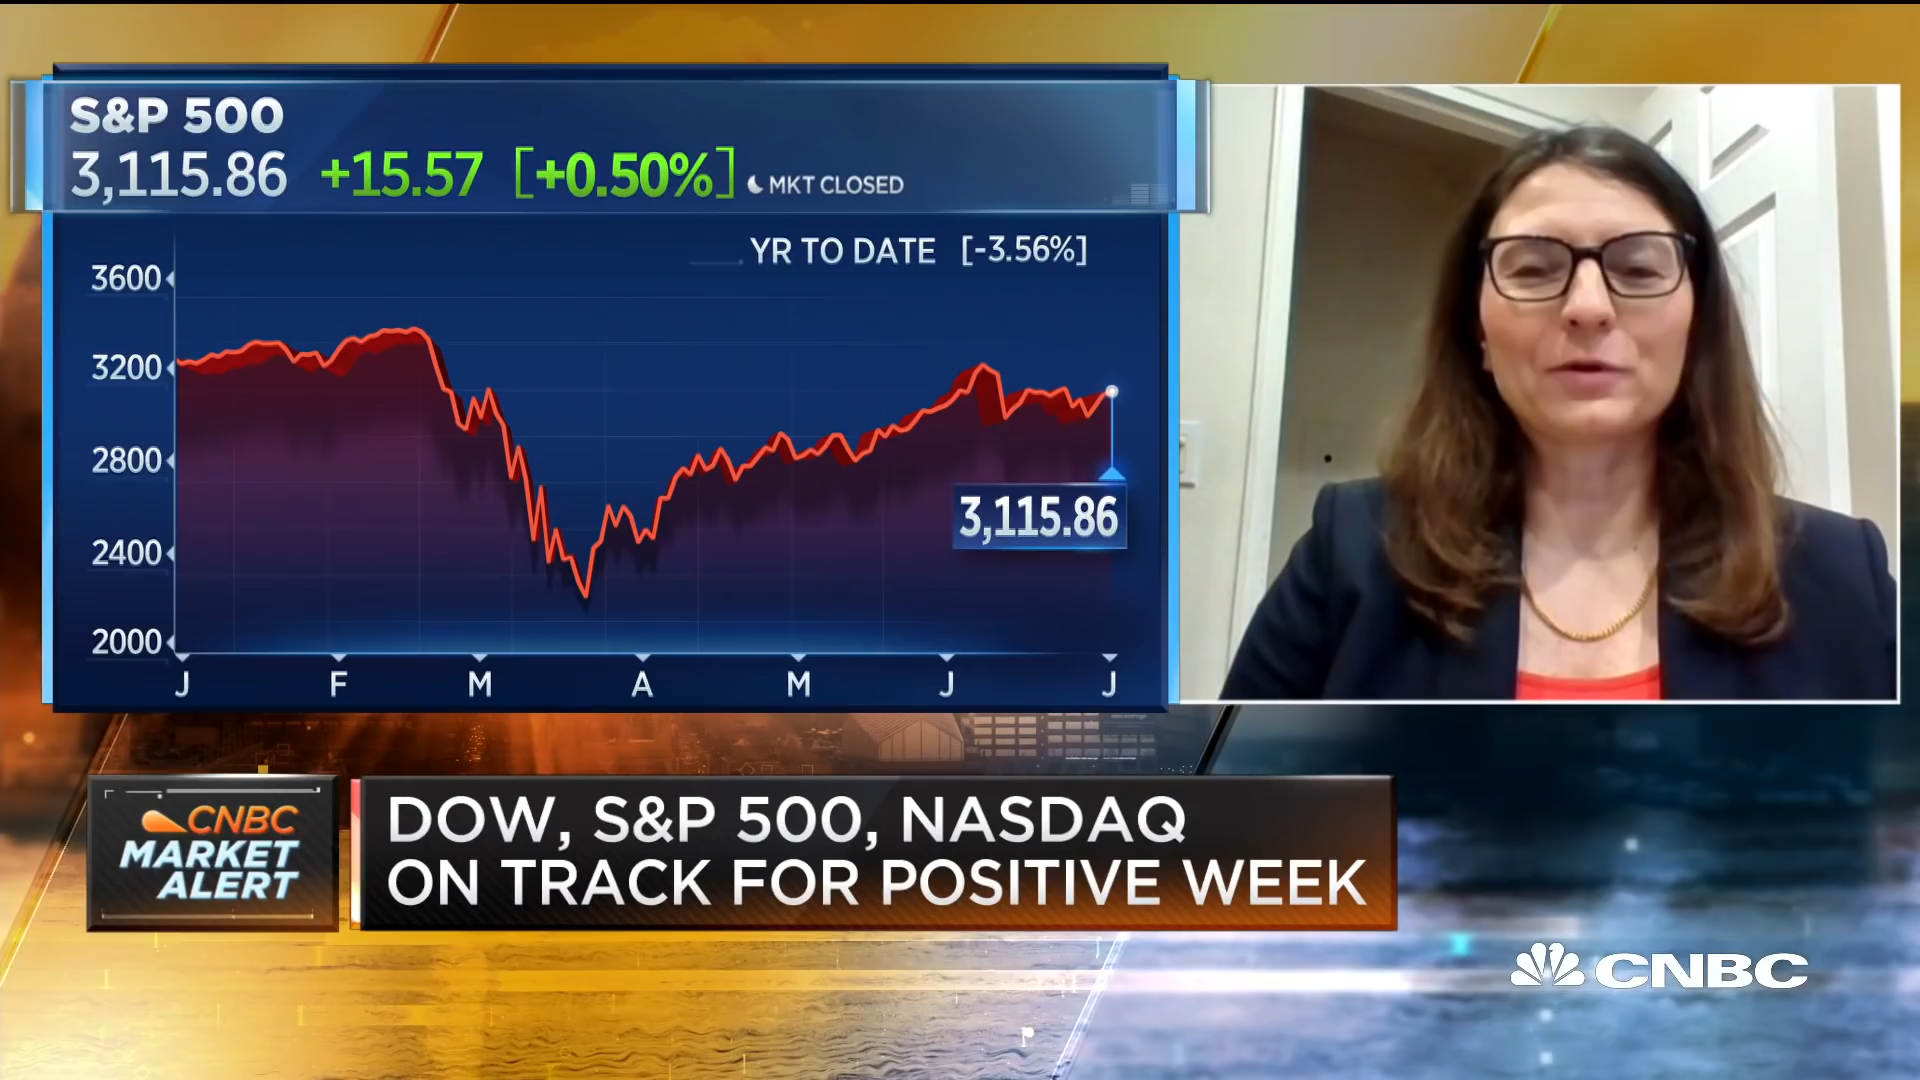 S&P 500
3,115.86 +15.57 [+0.50%] MKT CLOSED
YR TO DATE [-3.56%]
3600
3200
2800
2400
2000
3,115.86
J F M A M J J
CNBC
MARKET
ALERT
DOW, S&P 500, NASDAQ
ON TRACK FOR POSITIVE WEEK
CNBC